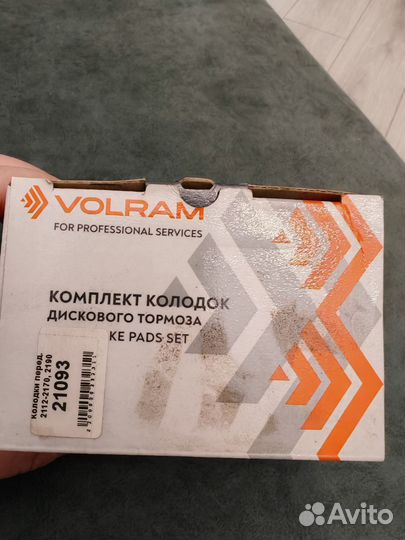 VOLRAM
FOR PROFESSIONAL SERVICES
КОМПЛЕКТ КОЛОДОК
ДИСКОВОГО ТОРМОЗА
KE PADS SET
Колодки перед.
2112-2170, 2190
21093
Avito